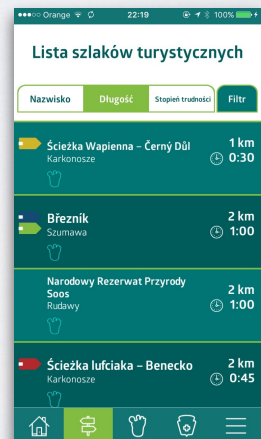 Orange 22:19 100%
Lista szlaków turystycznych
Nazwisko Długość Stopień trudności Filtr
Ścieżka Wapienna – Černý Důl 1 km
Karkonosze 0:30
Březník 2 km
Szumawa 1:00
Narodowy Rezerwat Przyrody
Soos 2 km
Rudawy 1:00
Ścieżka lufciaka – Benecko 2 km
Karkonosze 0:45